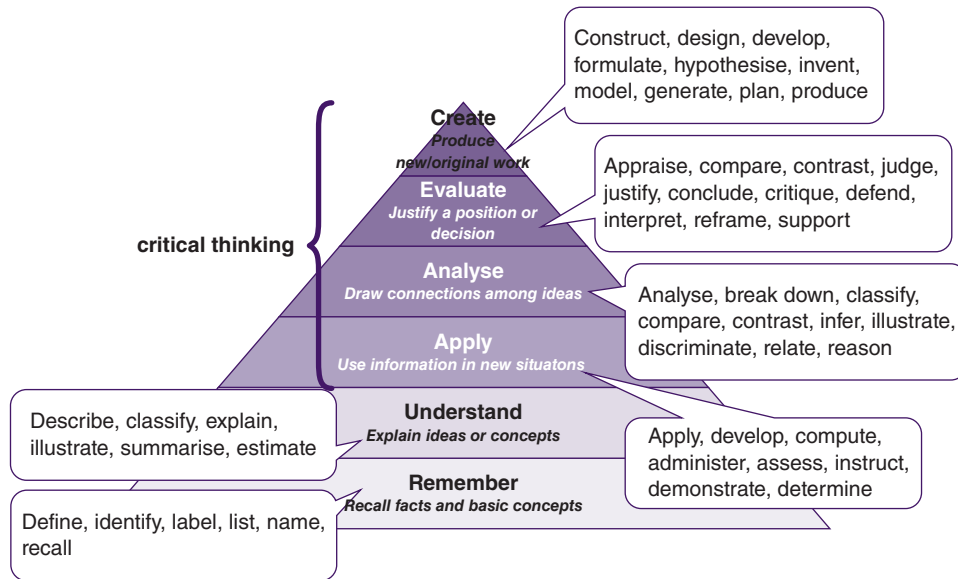 Construct, design, develop,
formulate, hypothesise, invent,
model, generate, plan, produce
Create
Produce
new/original work
Appraise, compare, contrast, judge,
justify, conclude, critique, defend,
interpret, reframe, support
Evaluate
Justify a position or
decision
critical thinking
Analyse
Draw connections among ideas
Analyse, break down, classify,
compare, contrast, infer, illustrate,
discriminate, relate, reason
Apply
Use information in new situatons
Describe, classify, explain,
illustrate, summarise, estimate
Understand
Explain ideas or concepts
Apply, develop, compute,
administer, assess, instruct,
demonstrate, determine
Remember
Recall facts and basic concepts
Define, identify, label, list, name,
recall